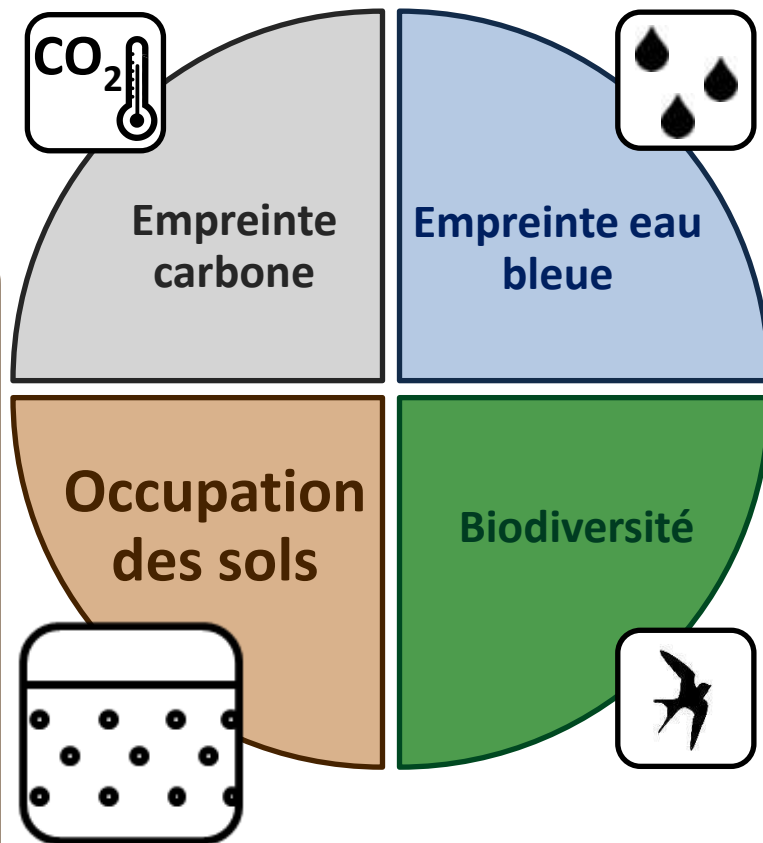 CO₂
Empreinte
carbone
Empreinte eau
bleue
Occupation
des sols
Biodiversité